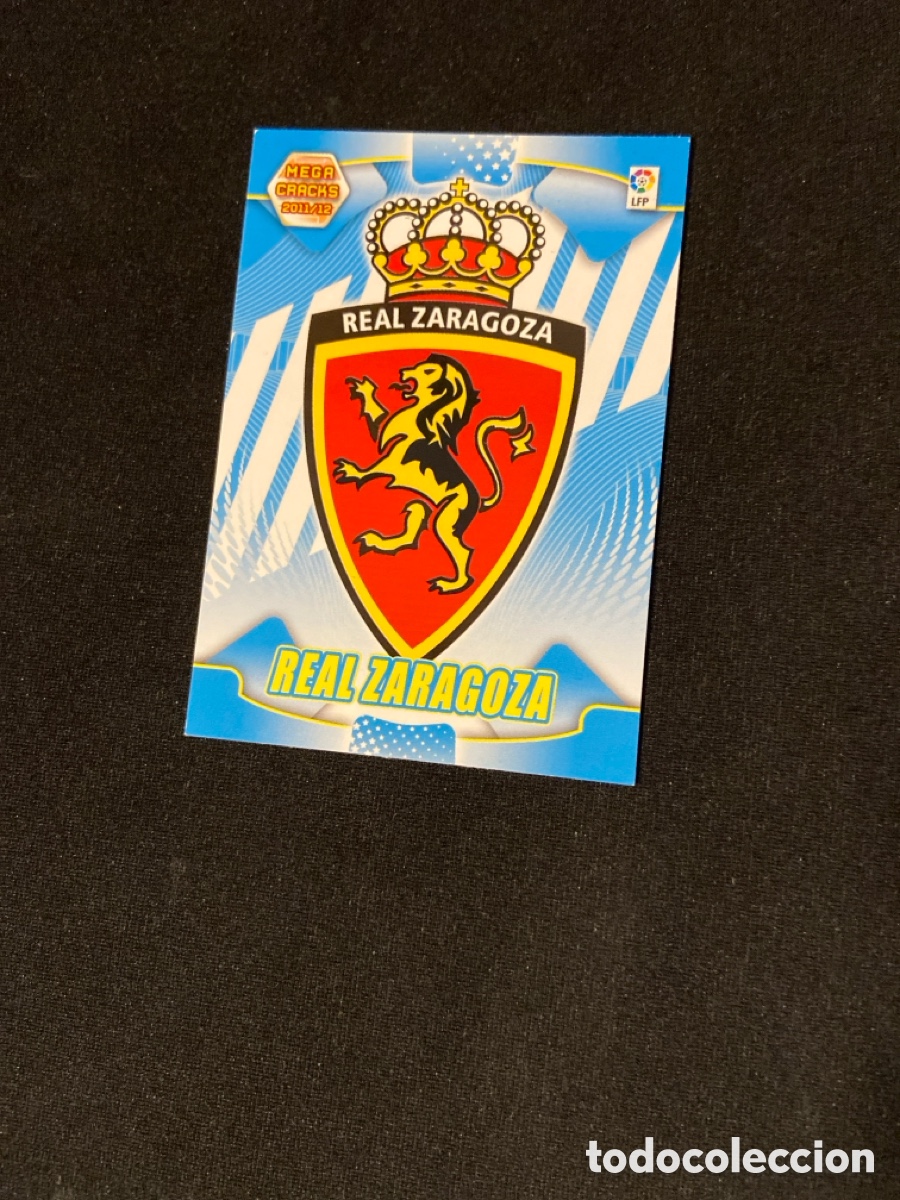 MEGA
CRACKS
2011/12
LFP
REAL ZARAGOZA
REAL ZARAGOZA
todocoleccion